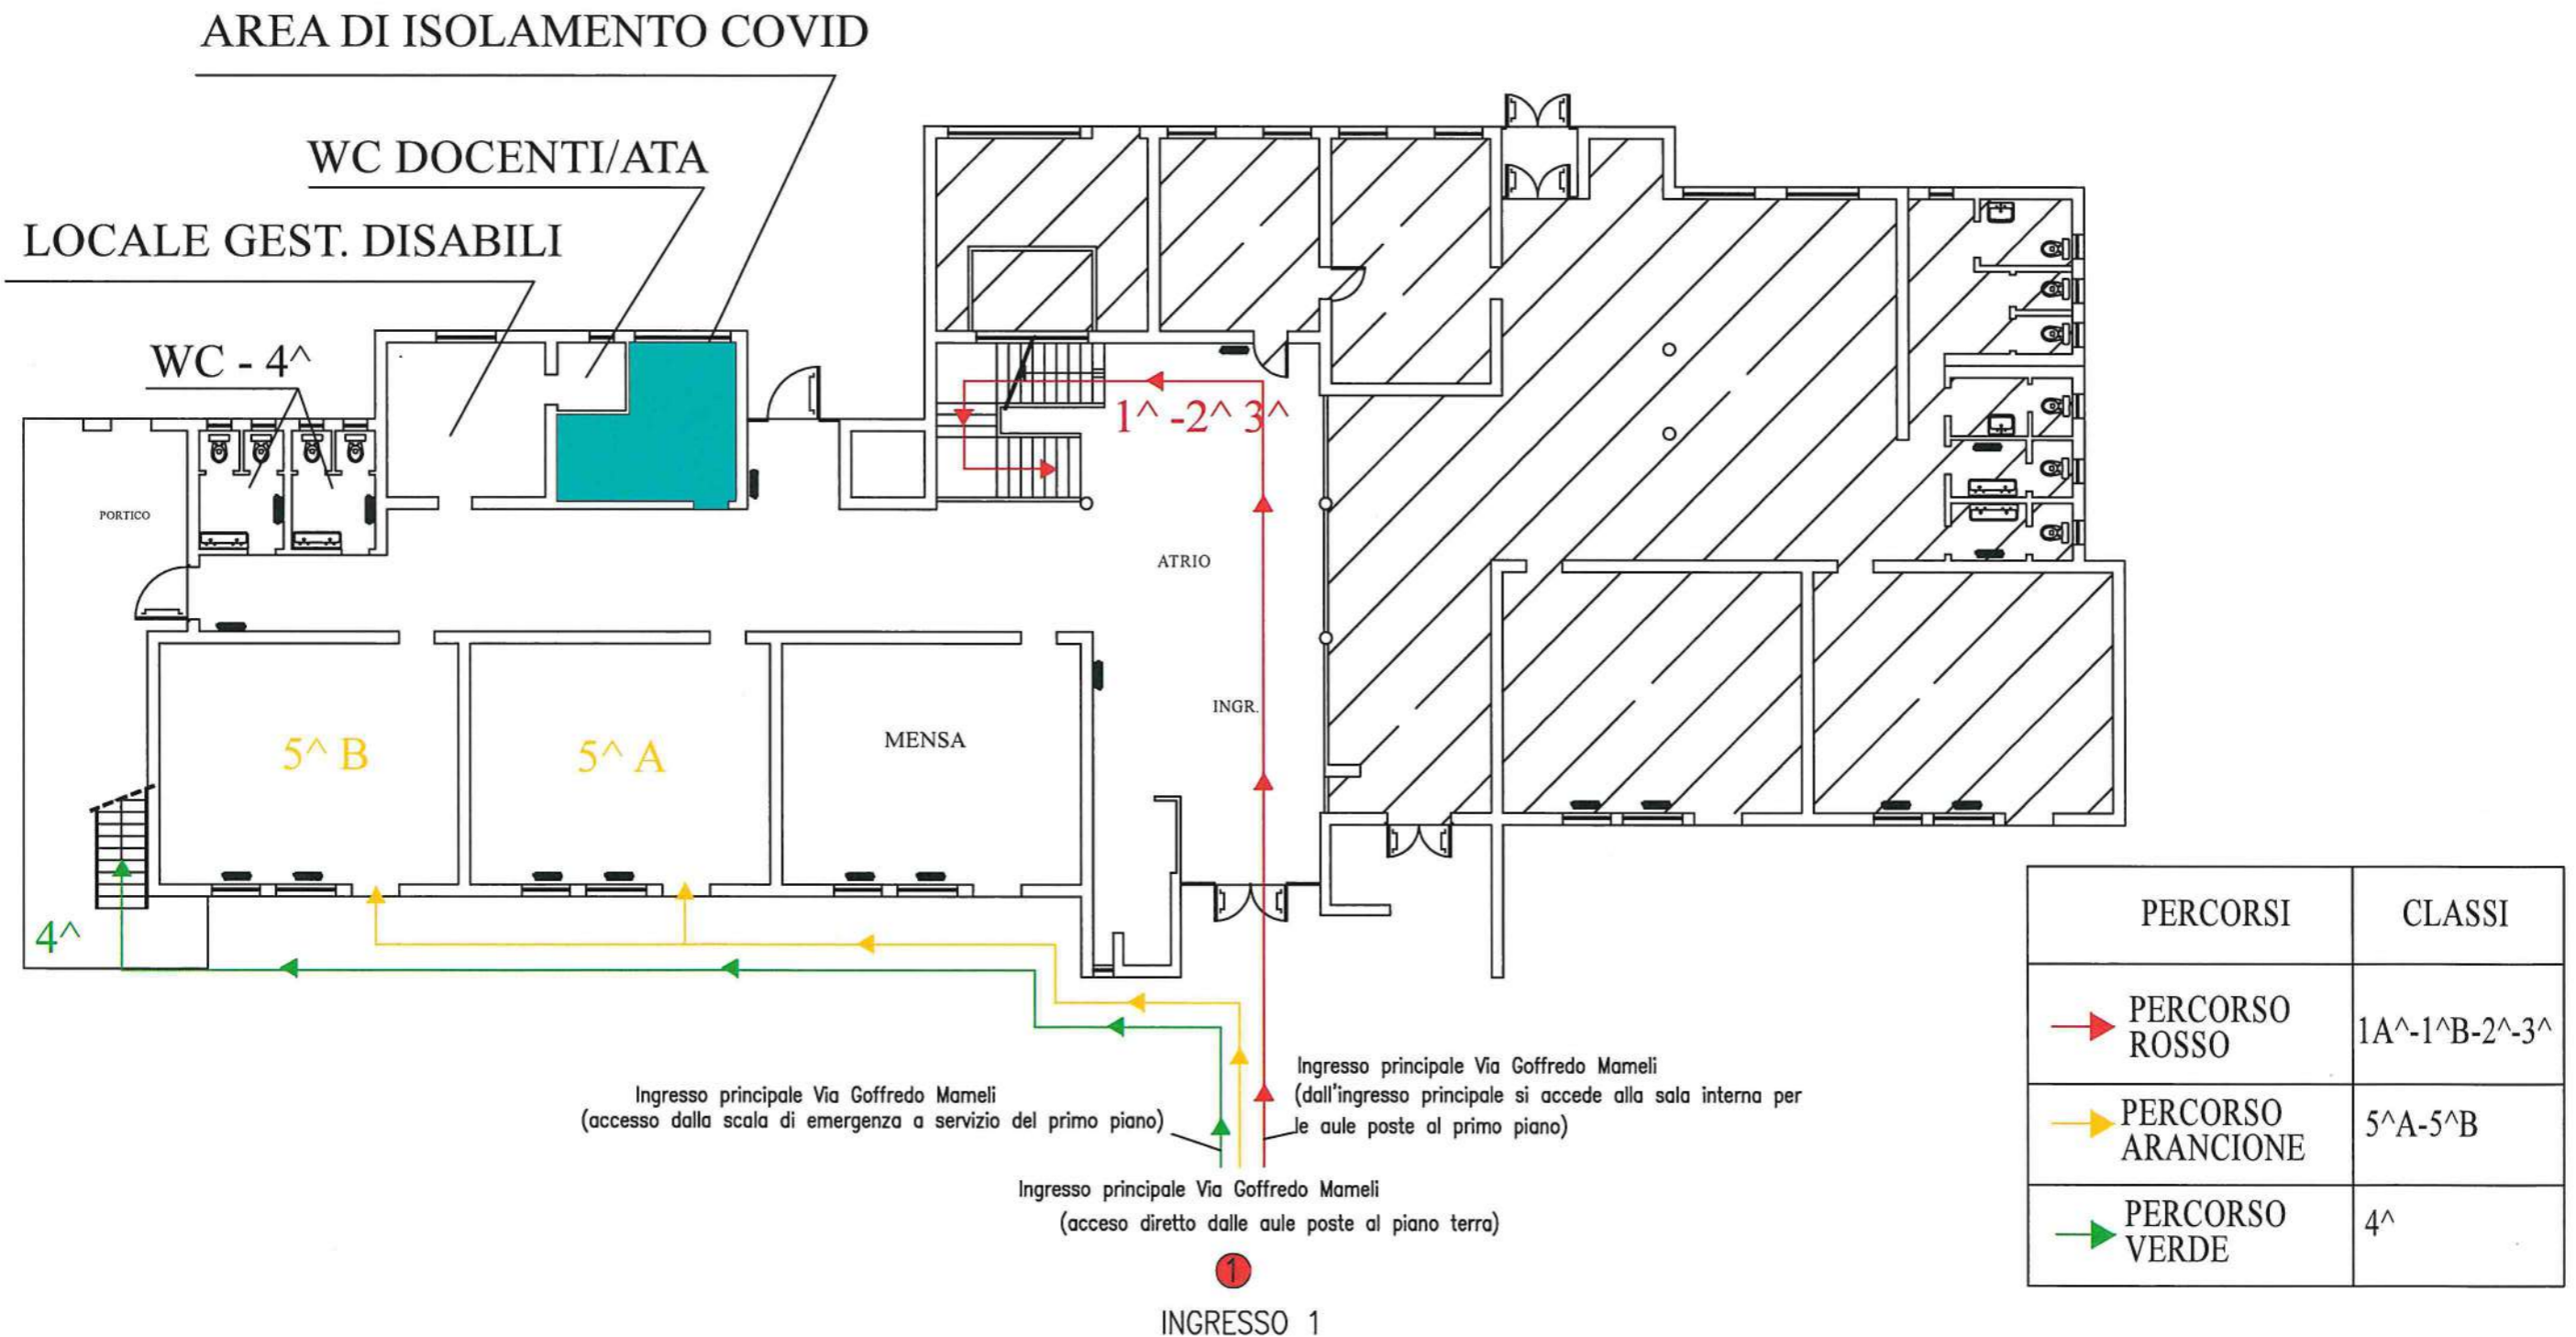 AREA DI ISOLAMENTO COVID
WC DOCENTI/ATA
LOCALE GEST. DISABILI
WC - 4^
1^ -2^ 3^
PORTICO
ATRIO
INGR.
5^ B
5^ A
MENSA
4^
PERCORSI CLASSI
PERCORSO
ROSSO
1A^-1^B-2^-3^
PERCORSO
ARANCIONE
5^A-5^B
PERCORSO
VERDE
4^
Ingresso principale Via Goffredo Mameli
(accesso dalla scala di emergenza a servizio del primo piano)
Ingresso principale Via Goffredo Mameli
(dall'ingresso principale si accede alla sala interna per
le aule poste al primo piano)
Ingresso principale Via Goffredo Mameli
(acceso diretto dalle aule poste al piano terra)
1
INGRESSO 1